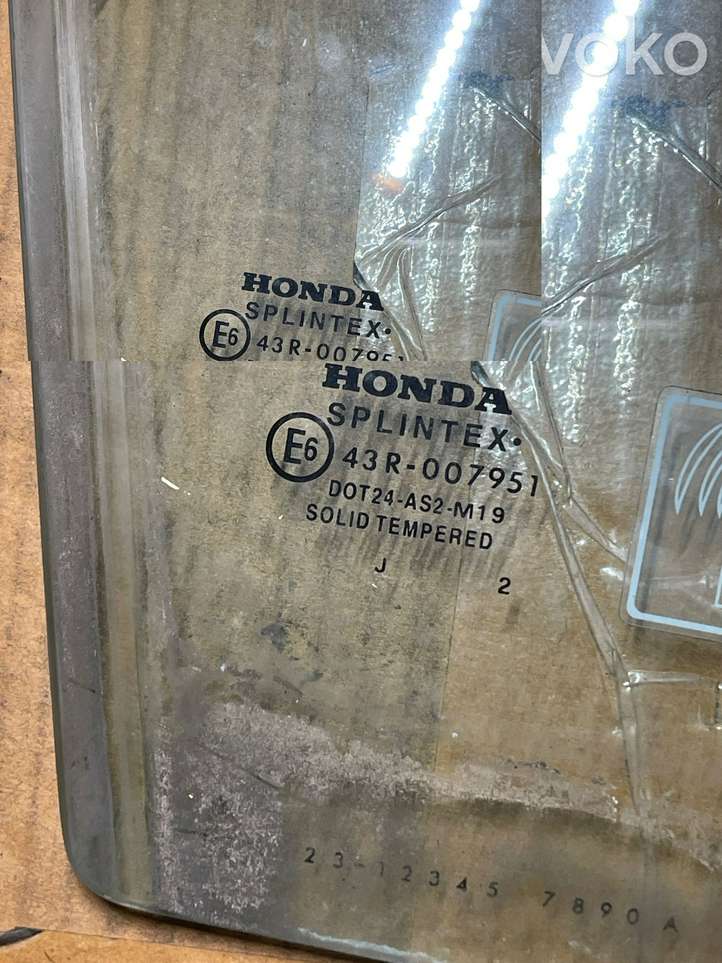 VOKO
HONDA
SPLINTEX·
E6 43R-007951
HONDA
SPLINTEX·
E6 43R-007951
DOT24-AS2-M19
SOLID TEMPERED
J 2
23-12345 7890A